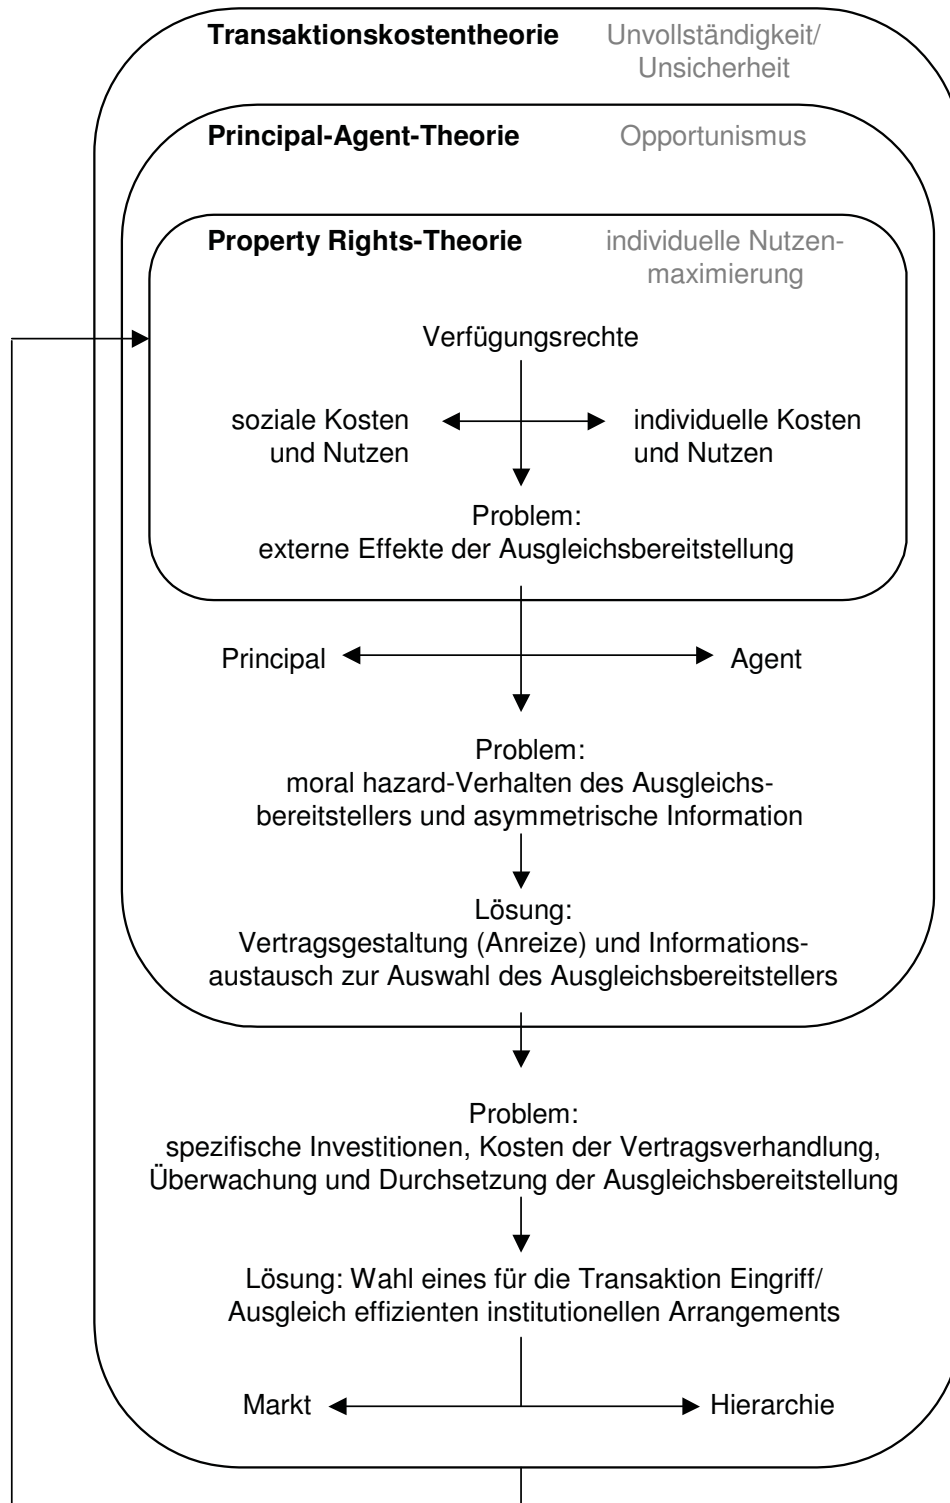 Transaktionskostentheorie Unvollständigkeit/
Unsicherheit
Principal-Agent-Theorie Opportunismus
Property Rights-Theorie individuelle Nutzen-
maximierung
Verfügungsrechte
soziale Kosten
und Nutzen
individuelle Kosten
und Nutzen
Problem:
externe Effekte der Ausgleichsbereitstellung
Principal Agent
Problem:
moral hazard-Verhalten des Ausgleichs-
bereitstellers und asymmetrische Information
Lösung:
Vertragsgestaltung (Anreize) und Informations-
austausch zur Auswahl des Ausgleichsbereitstellers
Problem:
spezifische Investitionen, Kosten der Vertragsverhandlung,
Überwachung und Durchsetzung der Ausgleichsbereitstellung
Lösung: Wahl eines für die Transaktion Eingriff/
Ausgleich effizienten institutionellen Arrangements
Markt Hierarchie